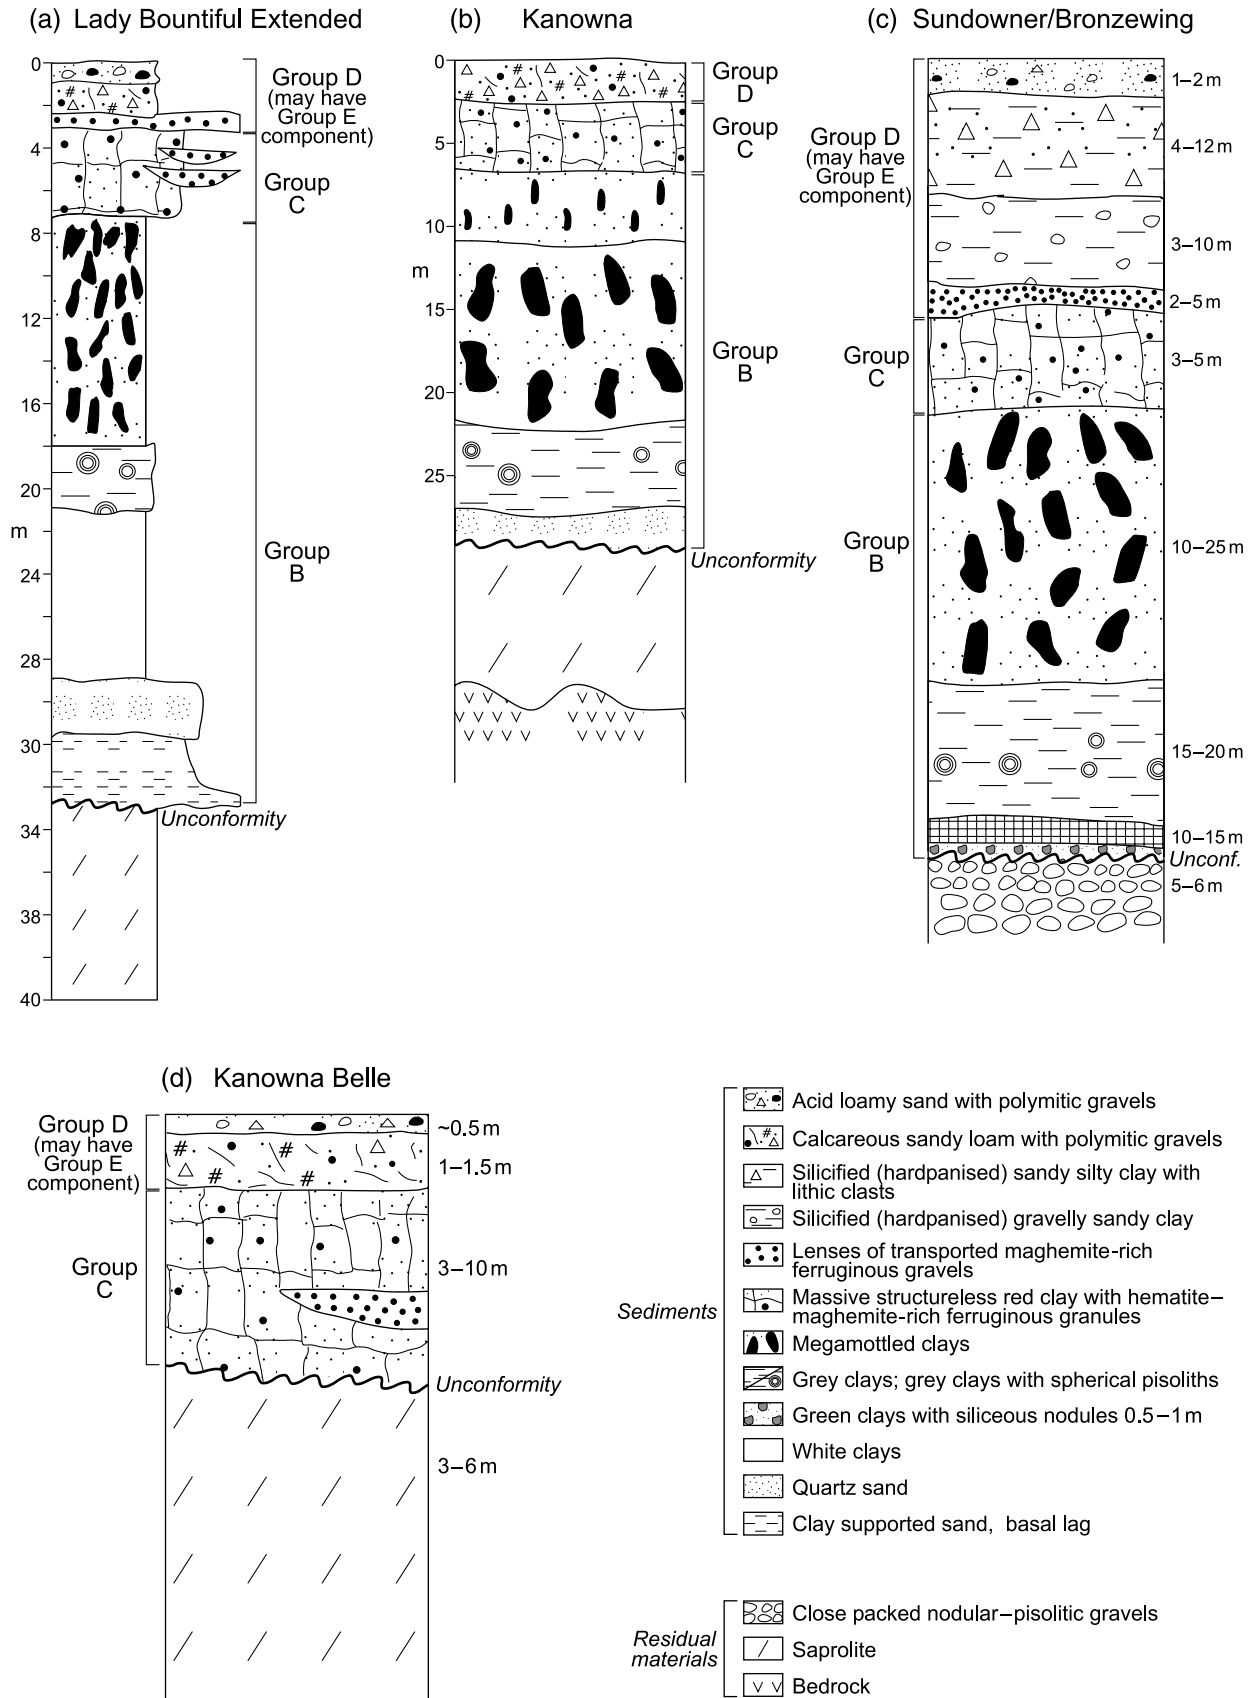 (a) Lady Bountiful Extended
0
4
8
12
16
20
m
24
28
30
34
38
40
Group D
(may have
Group E
component)
Group
C
Group
B
Unconformity
(b) Kanowna
0
5
10
m
15
20
25
Group
D
Group
C
Group
B
Unconformity
(c) Sundowner/Bronzewing
Group D
(may have
Group E
component)
Group
C
Group
B
1–2 m
4–12 m
3–10 m
2–5 m
3–5 m
10–25 m
15–20 m
10–15 m
Unconf.
5–6 m
(d) Kanowna Belle
Group D
(may have
Group E
component)
Group
C
~0.5 m
1–1.5 m
3–10 m
Unconformity
3–6 m
Sediments
Acid loamy sand with polymitic gravels
Calcareous sandy loam with polymitic gravels
Silicified (hardpanised) sandy silty clay with
lithic clasts
Silicified (hardpanised) gravelly sandy clay
Lenses of transported maghemite-rich
ferruginous gravels
Massive structureless red clay with hematite–
maghemite-rich ferruginous granules
Megamottled clays
Grey clays; grey clays with spherical pisoliths
Green clays with siliceous nodules 0.5–1 m
White clays
Quartz sand
Clay supported sand, basal lag
Residual
materials
Close packed nodular–pisolitic gravels
Saprolite
Bedrock